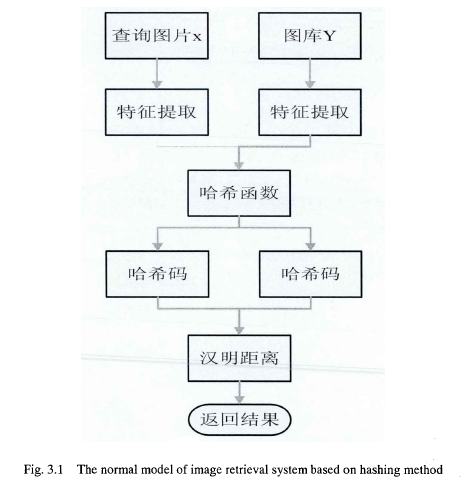 查询图片x
图库Y
特征提取
特征提取
哈希函数
哈希码
哈希码
汉明距离
返回结果
Fig. 3.1 The normal model of image retrieval system based on hashing method